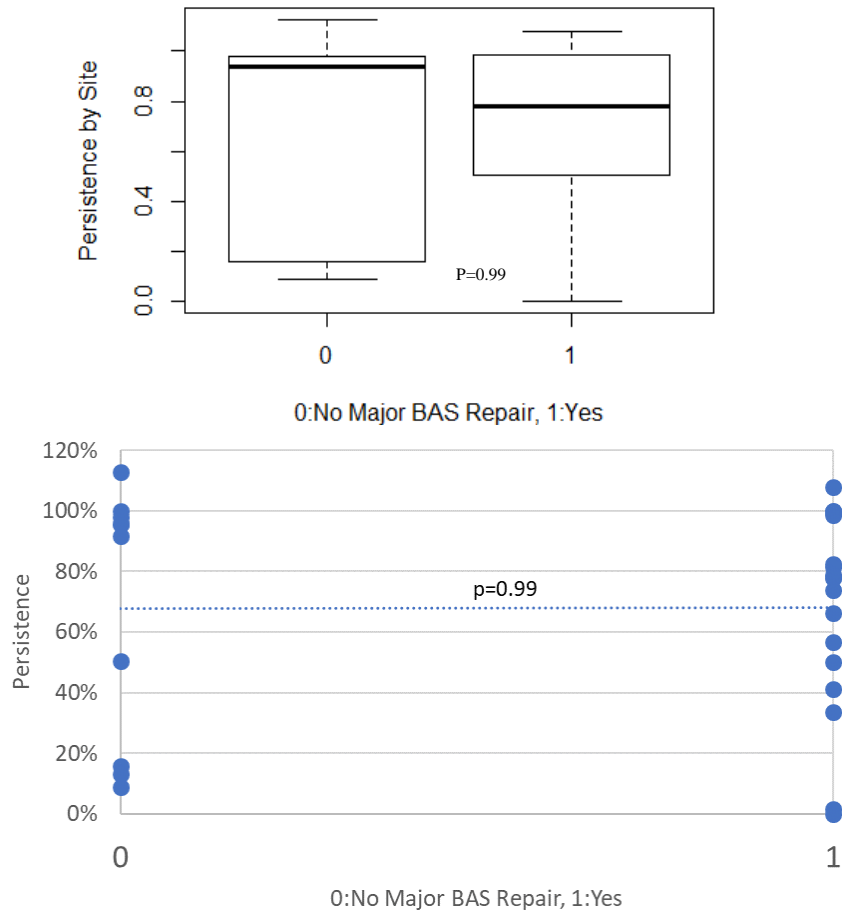 Persistence by Site
0.8
0.4
0.0
P=0.99
0
1
0:No Major BAS Repair, 1:Yes
120%
100%
80%
60%
40%
20%
0%
Persistence
p=0.99
0
1
0:No Major BAS Repair, 1:Yes